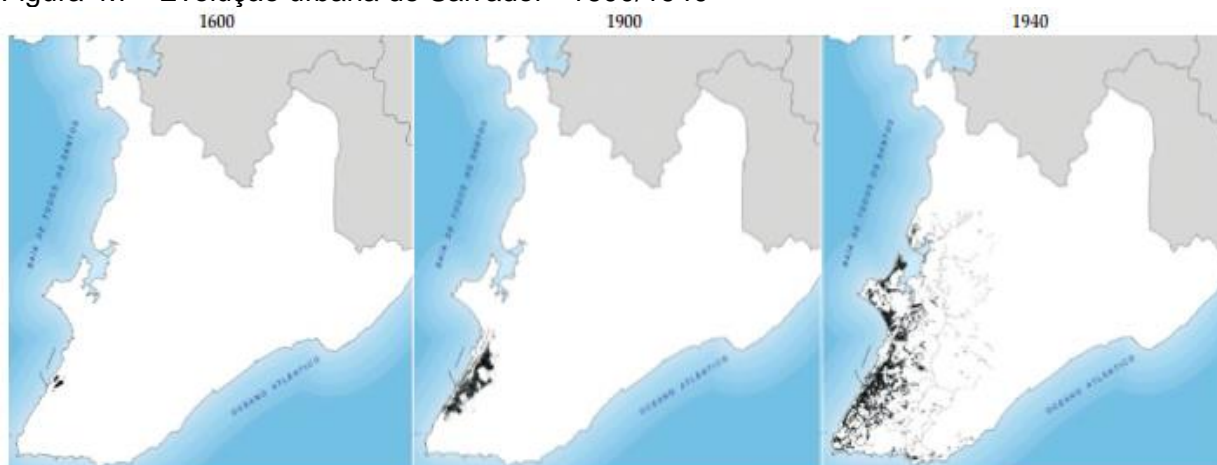 1600
1900
1940
BAÍA DE TODOS OS SANTOS
OCEANO ATLÂNTICO
BAÍA DE TODOS OS SANTOS
OCEANO ATLÂNTICO
BAÍA DE TODOS OS SANTOS
OCEANO ATLÂNTICO